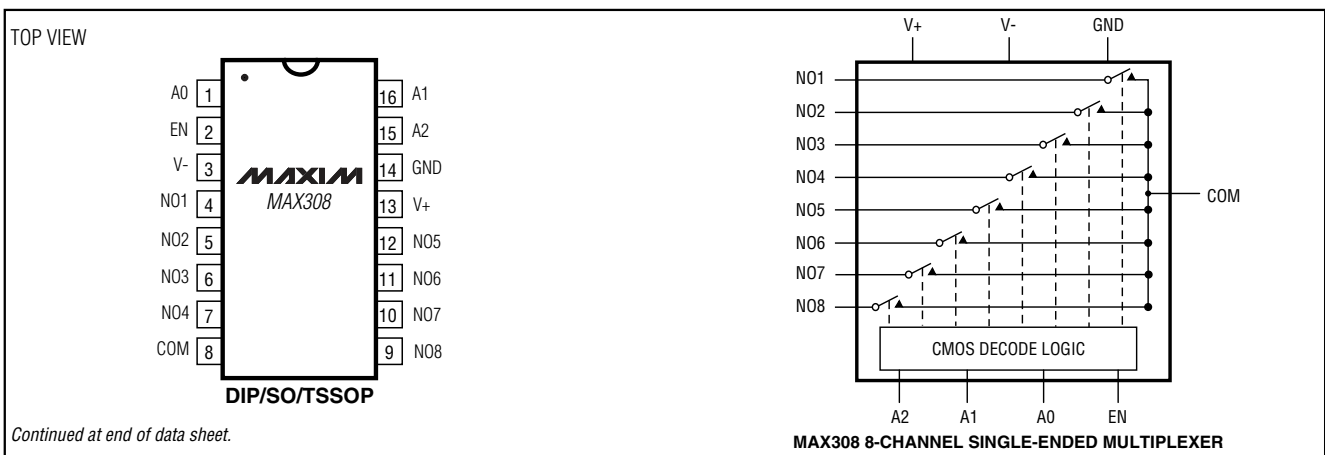 TOP VIEW
A0 1
EN 2
V- 3
NO1 4
NO2 5
NO3 6
NO4 7
COM 8
16 A1
15 A2
14 GND
13 V+
12 NO5
11 NO6
10 NO7
9 NO8
MAXIM
MAX308
DIP/SO/TSSOP
Continued at end of data sheet.
V+ V- GND
NO1
NO2
NO3
NO4
NO5
NO6
NO7
NO8
COM
CMOS DECODE LOGIC
A2 A1 A0 EN
MAX308 8-CHANNEL SINGLE-ENDED MULTIPLEXER